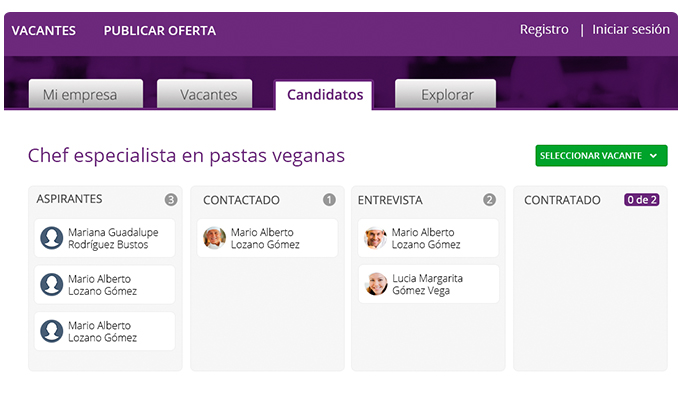 VACANTES PUBLICAR OFERTA Registro | Iniciar sesión
Mi empresa Vacantes Candidatos Explorar
Chef especialista en pastas veganas
SELECCIONAR VACANTE
ASPIRANTES 3
Mariana Guadalupe
Rodríguez Bustos
Mario Alberto
Lozano Gómez
Mario Alberto
Lozano Gómez
CONTACTADO 1
Mario Alberto
Lozano Gómez
ENTREVISTA 2
Mario Alberto
Lozano Gómez
Lucia Margarita
Gómez Vega
CONTRATADO 0 de 2